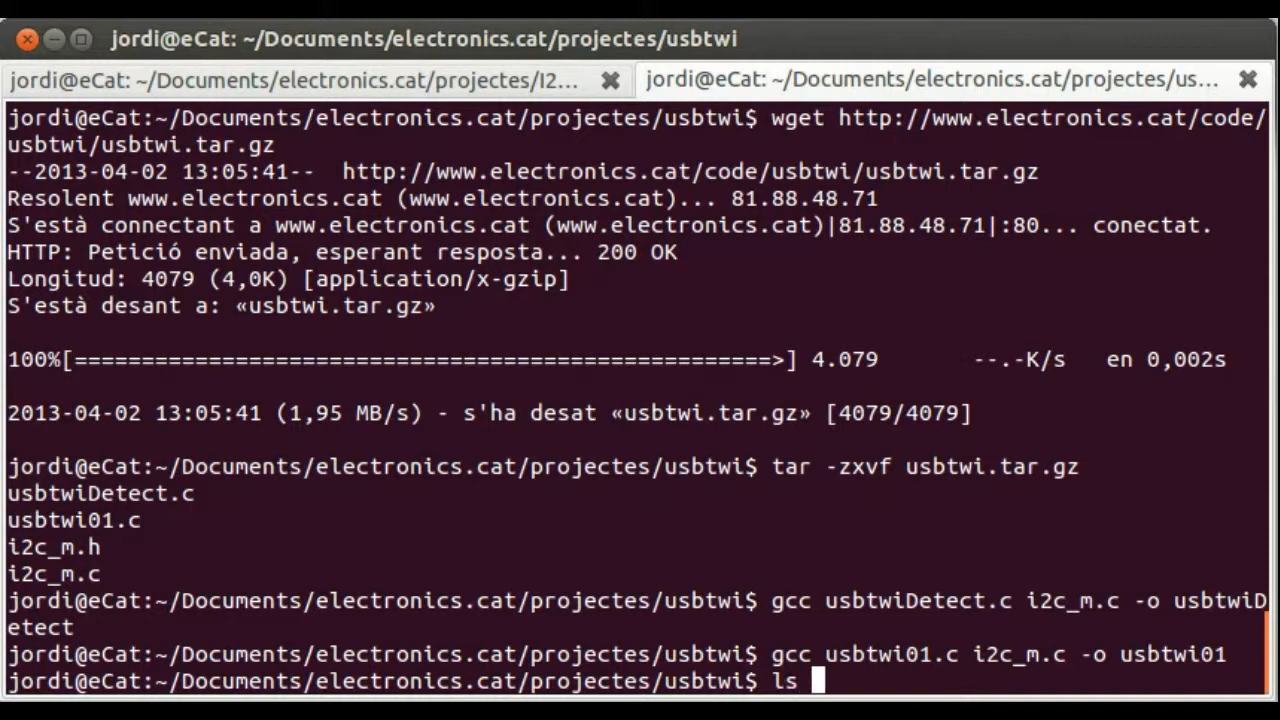 jordi@eCat: ~/Documents/electronics.cat/projectes/usbtwi
jordi@eCat: ~/Documents/electronics.cat/projectes/I2... jordi@eCat: ~/Documents/electronics.cat/projectes/us...
jordi@eCat:~/Documents/electronics.cat/projectes/usbtwi$ wget http://www.electronics.cat/code/
usbtwi/usbtwi.tar.gz
--2013-04-02 13:05:41--  http://www.electronics.cat/code/usbtwi/usbtwi.tar.gz
Resolent www.electronics.cat (www.electronics.cat)... 81.88.48.71
S'està connectant a www.electronics.cat (www.electronics.cat)|81.88.48.71|:80... conectat.
HTTP: Petició enviada, esperant resposta... 200 OK
Longitud: 4079 (4,0K) [application/x-gzip]
S'està desant a: «usbtwi.tar.gz»
100%[====================================================>] 4.079       --.-K/s   en 0,002s
2013-04-02 13:05:41 (1,95 MB/s) - s'ha desat «usbtwi.tar.gz» [4079/4079]
jordi@eCat:~/Documents/electronics.cat/projectes/usbtwi$ tar -zxvf usbtwi.tar.gz
usbtwiDetect.c
usbtwi01.c
i2c_m.h
i2c_m.c
jordi@eCat:~/Documents/electronics.cat/projectes/usbtwi$ gcc usbtwiDetect.c i2c_m.c -o usbtwiD
etect
jordi@eCat:~/Documents/electronics.cat/projectes/usbtwi$ gcc usbtwi01.c i2c_m.c -o usbtwi01
jordi@eCat:~/Documents/electronics.cat/projectes/usbtwi$ ls